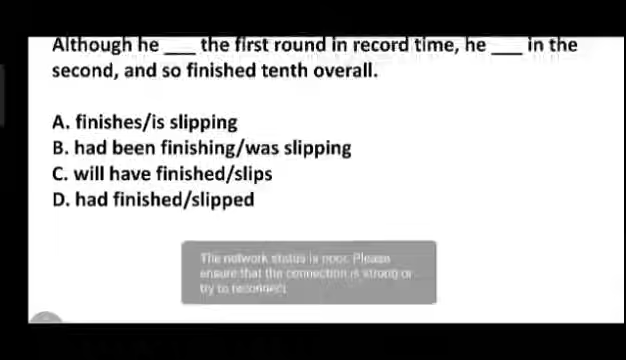 Although he ___ the first round in record time, he ___ in the
second, and so finished tenth overall.
A. finishes/is slipping
B. had been finishing/was slipping
C. will have finished/slips
D. had finished/slipped
The network status is poor. Please
ensure that the connection is strong or
try to reconnect